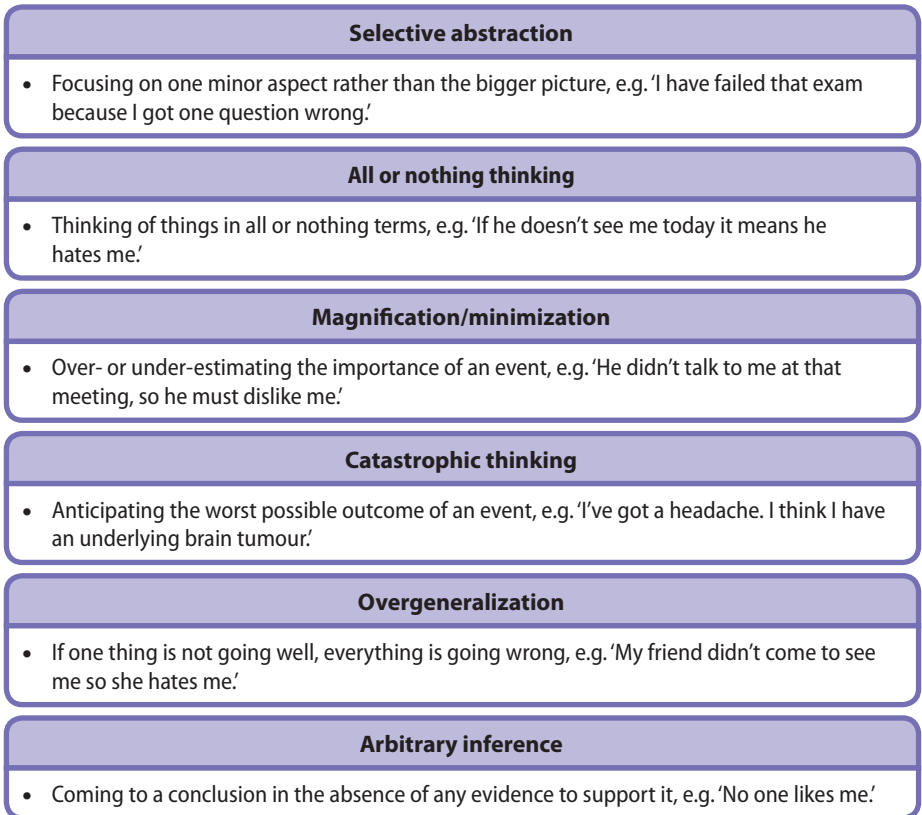 Selective abstraction
• Focusing on one minor aspect rather than the bigger picture, e.g. ‘I have failed that exam
because I got one question wrong.’
All or nothing thinking
• Thinking of things in all or nothing terms, e.g. ‘If he doesn’t see me today it means he
hates me.’
Magnification/minimization
• Over- or under-estimating the importance of an event, e.g. ‘He didn’t talk to me at that
meeting, so he must dislike me.’
Catastrophic thinking
• Anticipating the worst possible outcome of an event, e.g. ‘I’ve got a headache. I think I have
an underlying brain tumour.’
Overgeneralization
• If one thing is not going well, everything is going wrong, e.g. ‘My friend didn’t come to see
me so she hates me.’
Arbitrary inference
• Coming to a conclusion in the absence of any evidence to support it, e.g. ‘No one likes me.’